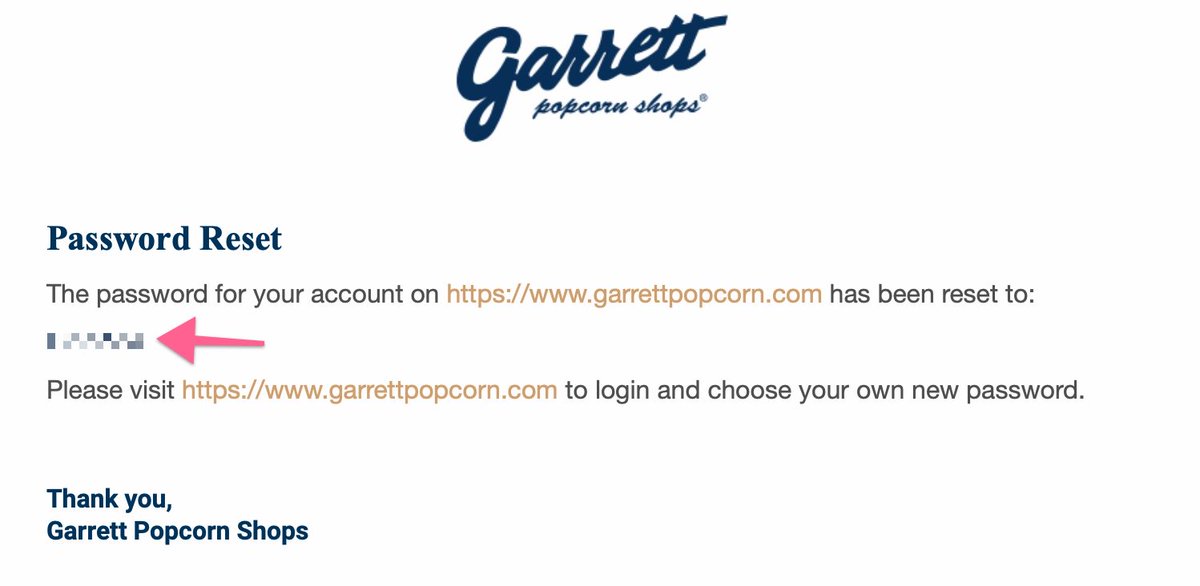 Garrett
popcorn shops®
Password Reset
The password for your account on https://www.garrettpopcorn.com has been reset to:
Please visit https://www.garrettpopcorn.com to login and choose your own new password.
Thank you,
Garrett Popcorn Shops